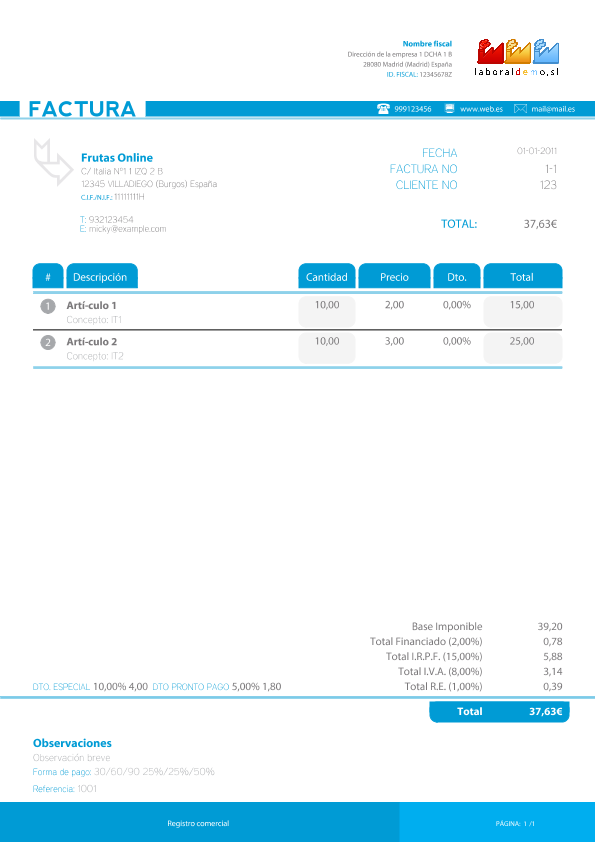 Nombre fiscal
Dirección de la empresa 1 DCHA 1 B
28080 Madrid (Madrid) España
ID. FISCAL: 12345678Z
laboraldemo,sl
FACTURA
999123456 www.web.es mail@mail.es
Frutas Online
C/ Italia Nº1 1 IZQ 2 B
12345 VILLADIEGO (Burgos) España
C.I.F./N.I.F.: 11111111H
T: 932123454
E: micky@example.com
FECHA 01-01-2011
FACTURA NO 1-1
CLIENTE NO 123
TOTAL: 37,63€
# Descripción Cantidad Precio Dto. Total
1 Artí-culo 1 10,00 2,00 0,00% 15,00
Concepto: IT1
2 Artí-culo 2 10,00 3,00 0,00% 25,00
Concepto: IT2
Base Imponible 39,20
Total Financiado (2,00%) 0,78
Total I.R.P.F. (15,00%) 5,88
Total I.V.A. (8,00%) 3,14
DTO. ESPECIAL 10,00% 4,00 DTO PRONTO PAGO 5,00% 1,80 Total R.E. (1,00%) 0,39
Total 37,63€
Observaciones
Observación breve
Forma de pago: 30/60/90 25%/25%/50%
Referencia: 1001
Registro comercial PÁGINA: 1 /1